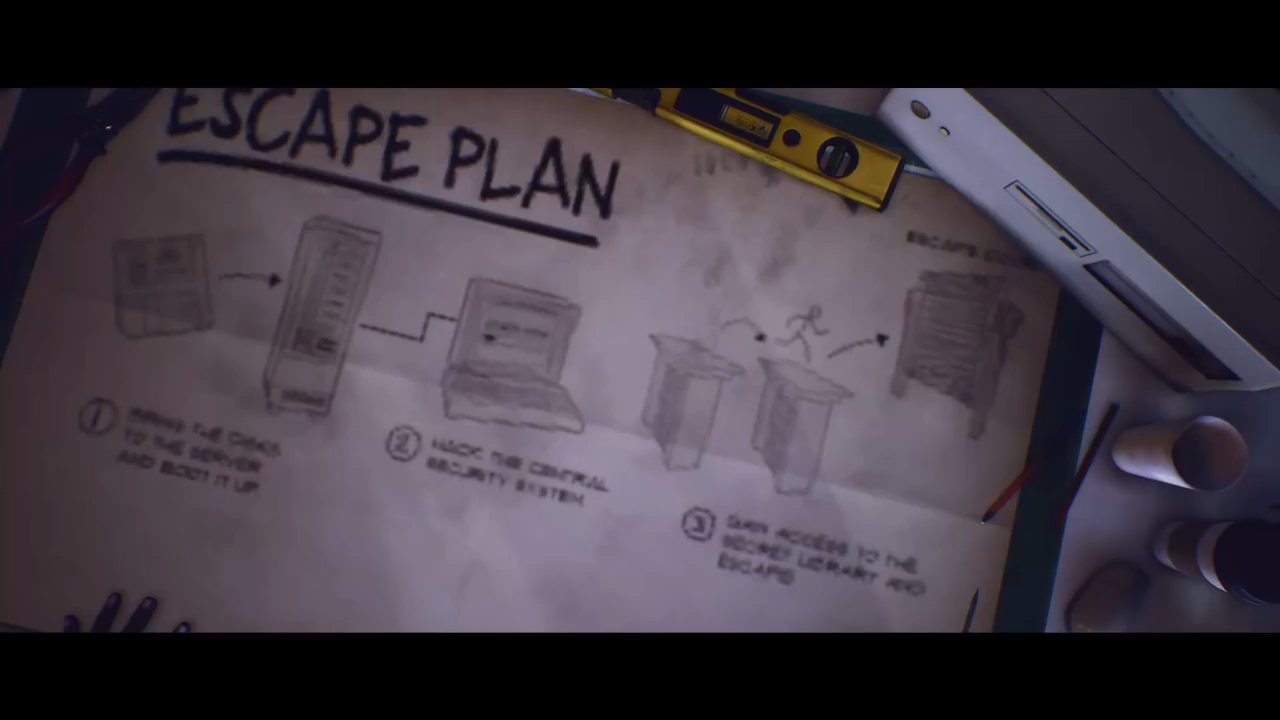 ESCAPE PLAN
ESCAPE
1
BRING THE DISKS
TO THE SERVER
AND BOOT IT UP
2
HACK THE CENTRAL
SECURITY SYSTEM
3
GAIN ACCESS TO THE
SECRET LIBRARY AND
ESCAPE